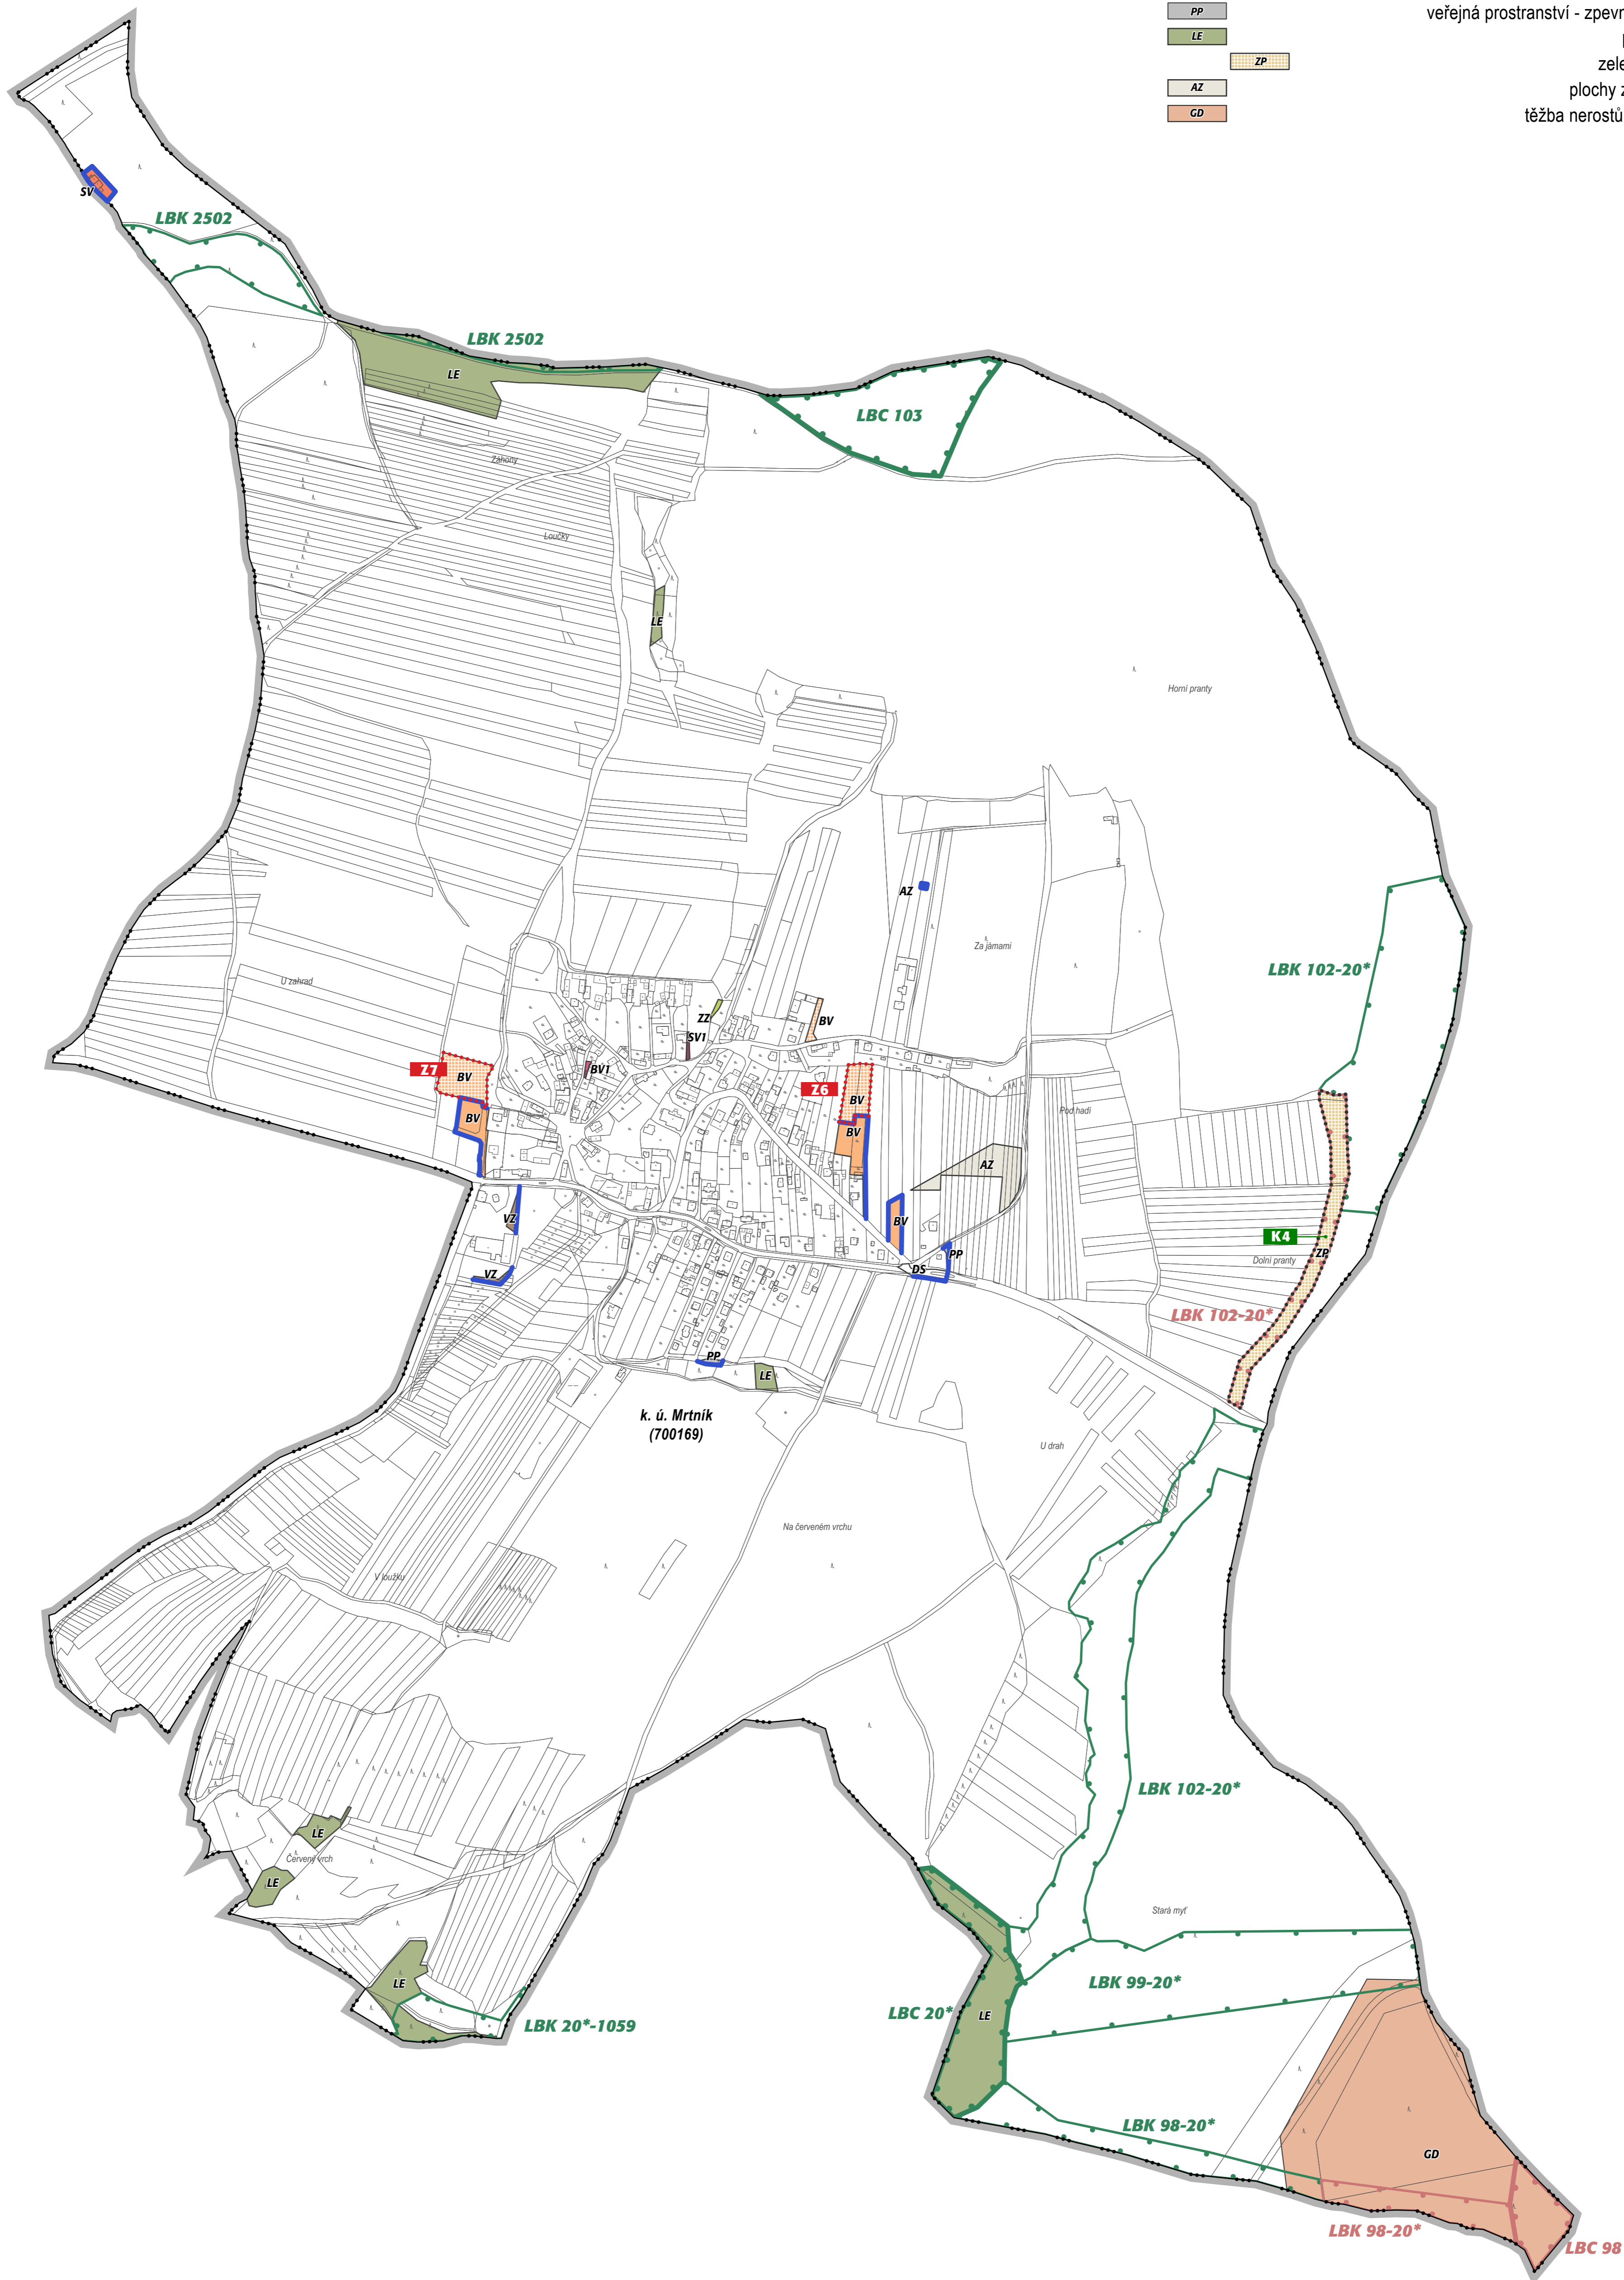 PP veřejná prostranství - zpevn
LE
ZP zele
AZ plochy z
GD těžba nerostů
SV
LBK 2502
LBK 2502
LE
LBC 103
Záhony
Loučky
LE
Horní pranty
AZ
Za jámami
LBK 102-20*
U zahrad
ZZ
BV
SV1
Z7
BV
BV1
Z6
BV
BV
Pod hadí
BV
AZ
VZ
BV
K4
ZP
PP
Dolní pranty
DS
VZ
LBK 102-20*
PP
LE
k. ú. Mrtník
(700169)
U drah
Na červeném vrchu
V loužku
LBK 102-20*
LE
Červený vrch
LE
Stará myť
LE
LBK 99-20*
LBC 20*
LE
LBK 20*-1059
LBK 98-20*
GD
LBK 98-20*
LBC 98